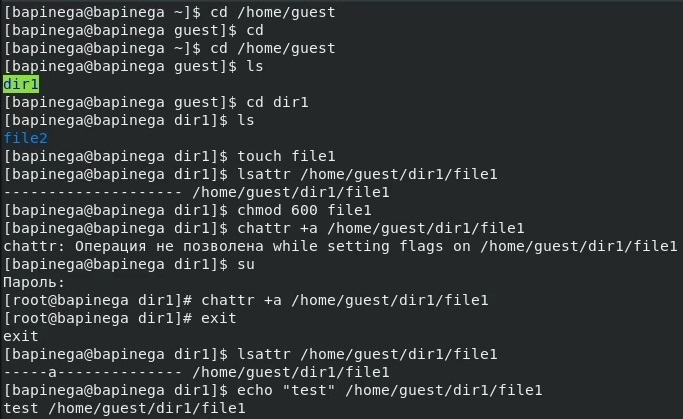 [bapinega@bapinega ~]$ cd /home/guest
[bapinega@bapinega guest]$ cd
[bapinega@bapinega ~]$ cd /home/guest
[bapinega@bapinega guest]$ ls
dir1
[bapinega@bapinega guest]$ cd dir1
[bapinega@bapinega dir1]$ ls
file2
[bapinega@bapinega dir1]$ touch file1
[bapinega@bapinega dir1]$ lsattr /home/guest/dir1/file1
-------------------- /home/guest/dir1/file1
[bapinega@bapinega dir1]$ chmod 600 file1
[bapinega@bapinega dir1]$ chattr +a /home/guest/dir1/file1
chattr: Операция не позволена while setting flags on /home/guest/dir1/file1
[bapinega@bapinega dir1]$ su
Пароль:
[root@bapinega dir1]# chattr +a /home/guest/dir1/file1
[root@bapinega dir1]# exit
exit
[bapinega@bapinega dir1]$ lsattr /home/guest/dir1/file1
-----a-------------- /home/guest/dir1/file1
[bapinega@bapinega dir1]$ echo "test" /home/guest/dir1/file1
test /home/guest/dir1/file1